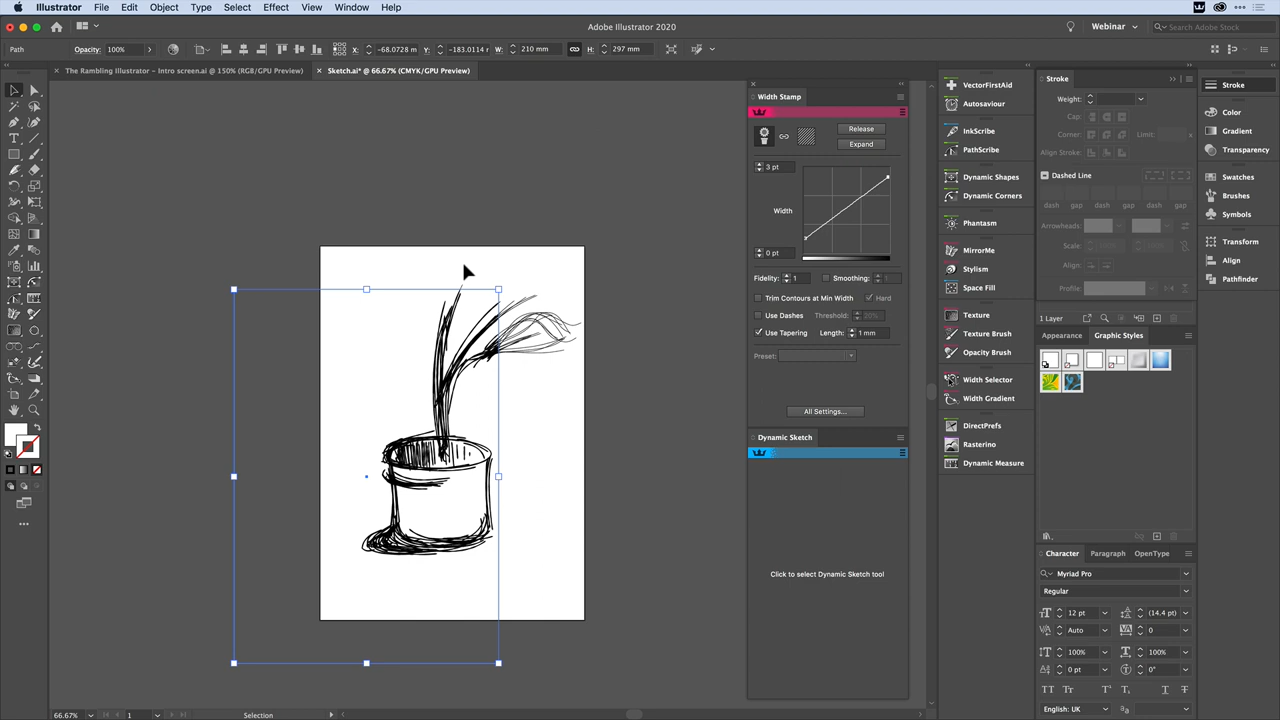 Illustrator File Edit Object Type Select Effect View Window Help
Adobe Illustrator 2020
Webinar
Search Adobe Stock
Path Opacity: 100% X: -68.0728 m Y: -183.0114 m W: 210 mm H: 297 mm
× The Rambling Illustrator – Intro screen.ai @ 150% (RGB/GPU Preview)
× Sketch.ai* @ 66.67% (CMYK/GPU Preview)
Width Stamp
Release
Expand
3 pt
Width
0 pt
Fidelity: 1 Smoothing: 1
Trim Contours at Min Width Hard
Use Dashes Threshold: 20%
Use Tapering Length: 1 mm
Preset:
All Settings...
Dynamic Sketch
Click to select Dynamic Sketch tool
VectorFirstAid
Autosaviour
InkScribe
PathScribe
Dynamic Shapes
Dynamic Corners
Phantasm
MirrorMe
Stylism
Space Fill
Texture
Texture Brush
Opacity Brush
Width Selector
Width Gradient
DirectPrefs
Rasterino
Dynamic Measure
Stroke
Weight:
Cap:
Corner: Limit: x
Align Stroke:
Dashed Line
dash gap dash gap dash gap
Arrowheads:
Scale: 100% 100%
Align:
Profile:
1 Layer
Appearance Graphic Styles
Character Paragraph OpenType
Myriad Pro
Regular
12 pt (14.4 pt)
Auto 0
100% 100%
0 pt 0°
English: UK
Stroke
Color
Gradient
Transparency
Swatches
Brushes
Symbols
Transform
Align
Pathfinder
66.67% 1 Selection